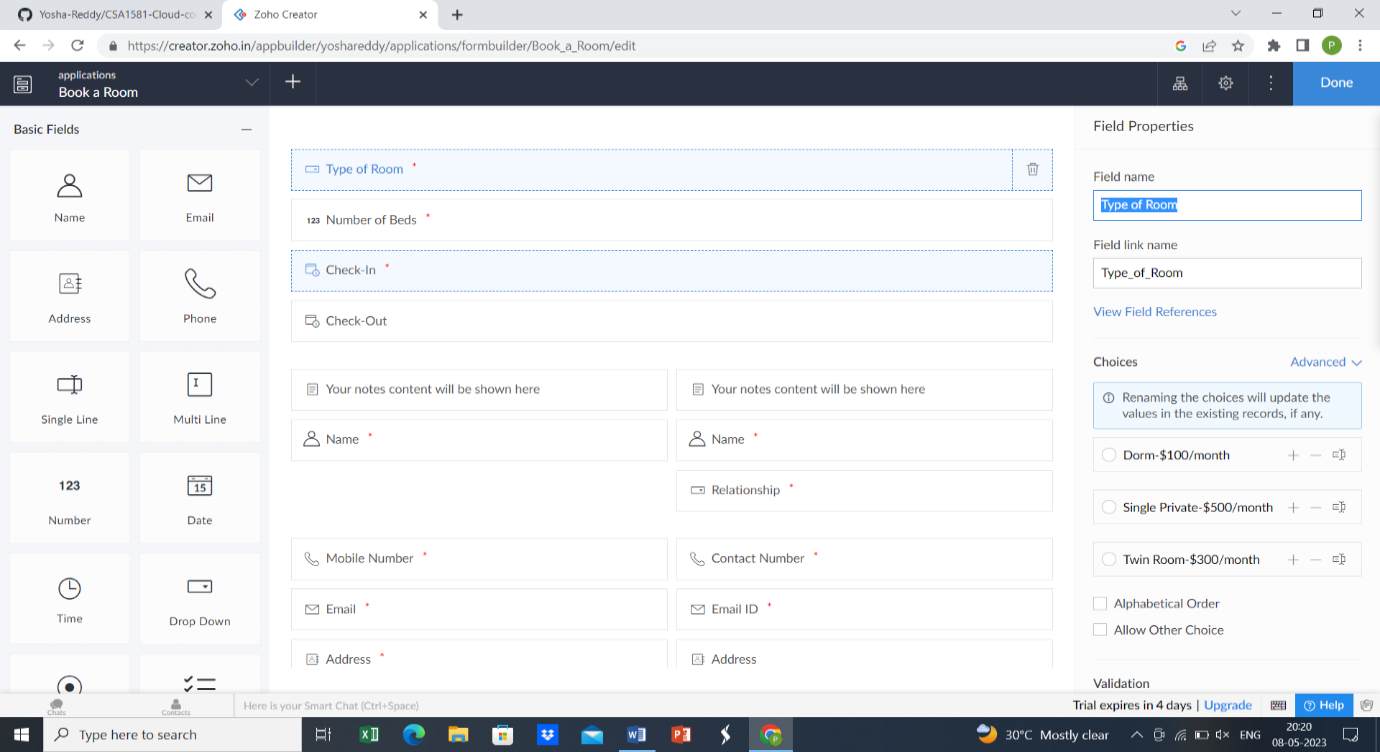 Yosha-Reddy/CSA1581-Cloud-co
Zoho Creator
https://creator.zoho.in/appbuilder/yoshareddy/applications/formbuilder/Book_a_Room/edit
P
applications
Book a Room
Done
Basic Fields
Name
Email
Address
Phone
Single Line
Multi Line
123
Number
15
Date
Time
Drop Down
Type of Room *
123 Number of Beds *
Check-In *
Check-Out
Your notes content will be shown here
Your notes content will be shown here
Name *
Name *
Relationship *
Mobile Number *
Contact Number *
Email *
Email ID *
Address *
Address
Field Properties
Field name
Type of Room
Field link name
Type_of_Room
View Field References
Choices
Advanced
Renaming the choices will update the
values in the existing records, if any.
Dorm-$100/month
Single Private-$500/month
Twin Room-$300/month
Alphabetical Order
Allow Other Choice
Validation
Chats
Contacts
Here is your Smart Chat (Ctrl+Space)
Trial expires in 4 days | Upgrade
Help
Type here to search
30°C Mostly clear
ENG
20:20
08-05-2023